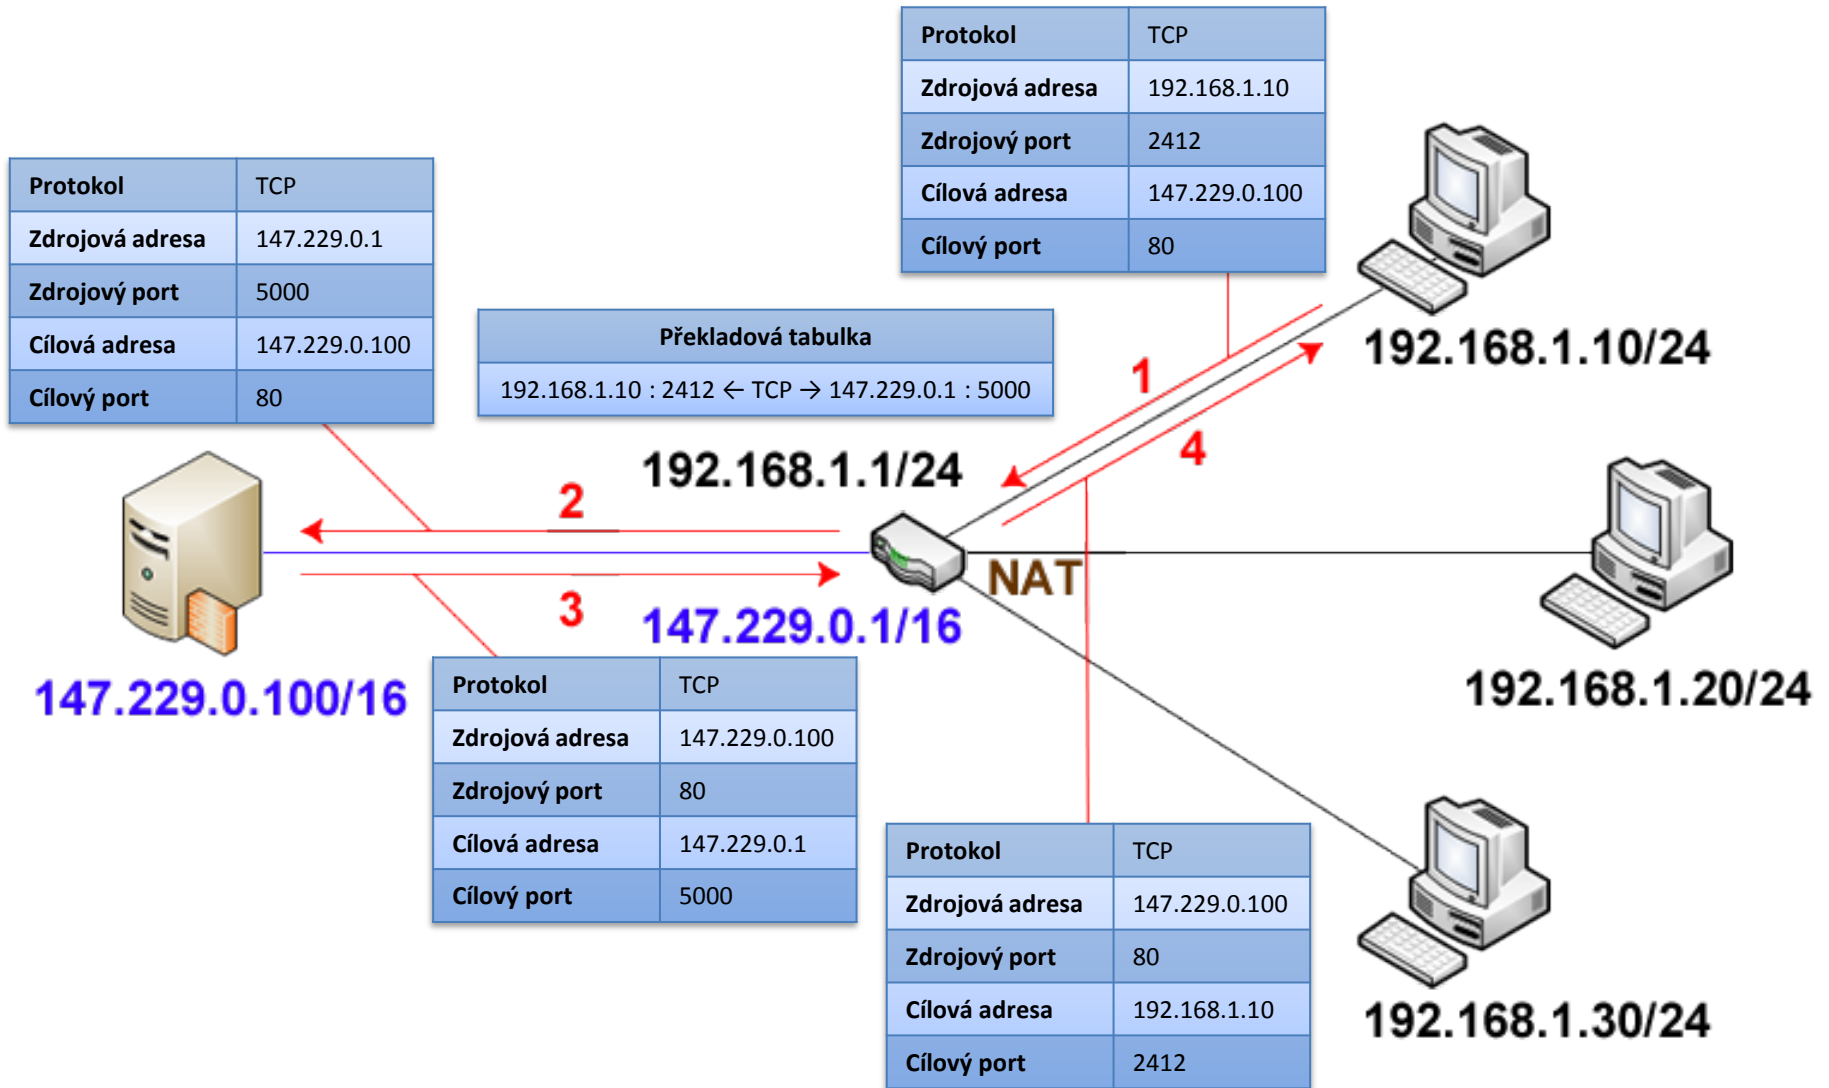 Protokol TCP
Zdrojová adresa 192.168.1.10
Zdrojový port 2412
Cílová adresa 147.229.0.100
Cílový port 80
Protokol TCP
Zdrojová adresa 147.229.0.1
Zdrojový port 5000
Cílová adresa 147.229.0.100
Cílový port 80
Překladová tabulka
192.168.1.10 : 2412 ← TCP → 147.229.0.1 : 5000
192.168.1.10/24
1
4
192.168.1.1/24
2
NAT
3
147.229.0.1/16
147.229.0.100/16
192.168.1.20/24
Protokol TCP
Zdrojová adresa 147.229.0.100
Zdrojový port 80
Cílová adresa 147.229.0.1
Cílový port 5000
Protokol TCP
Zdrojová adresa 147.229.0.100
Zdrojový port 80
Cílová adresa 192.168.1.10
Cílový port 2412
192.168.1.30/24